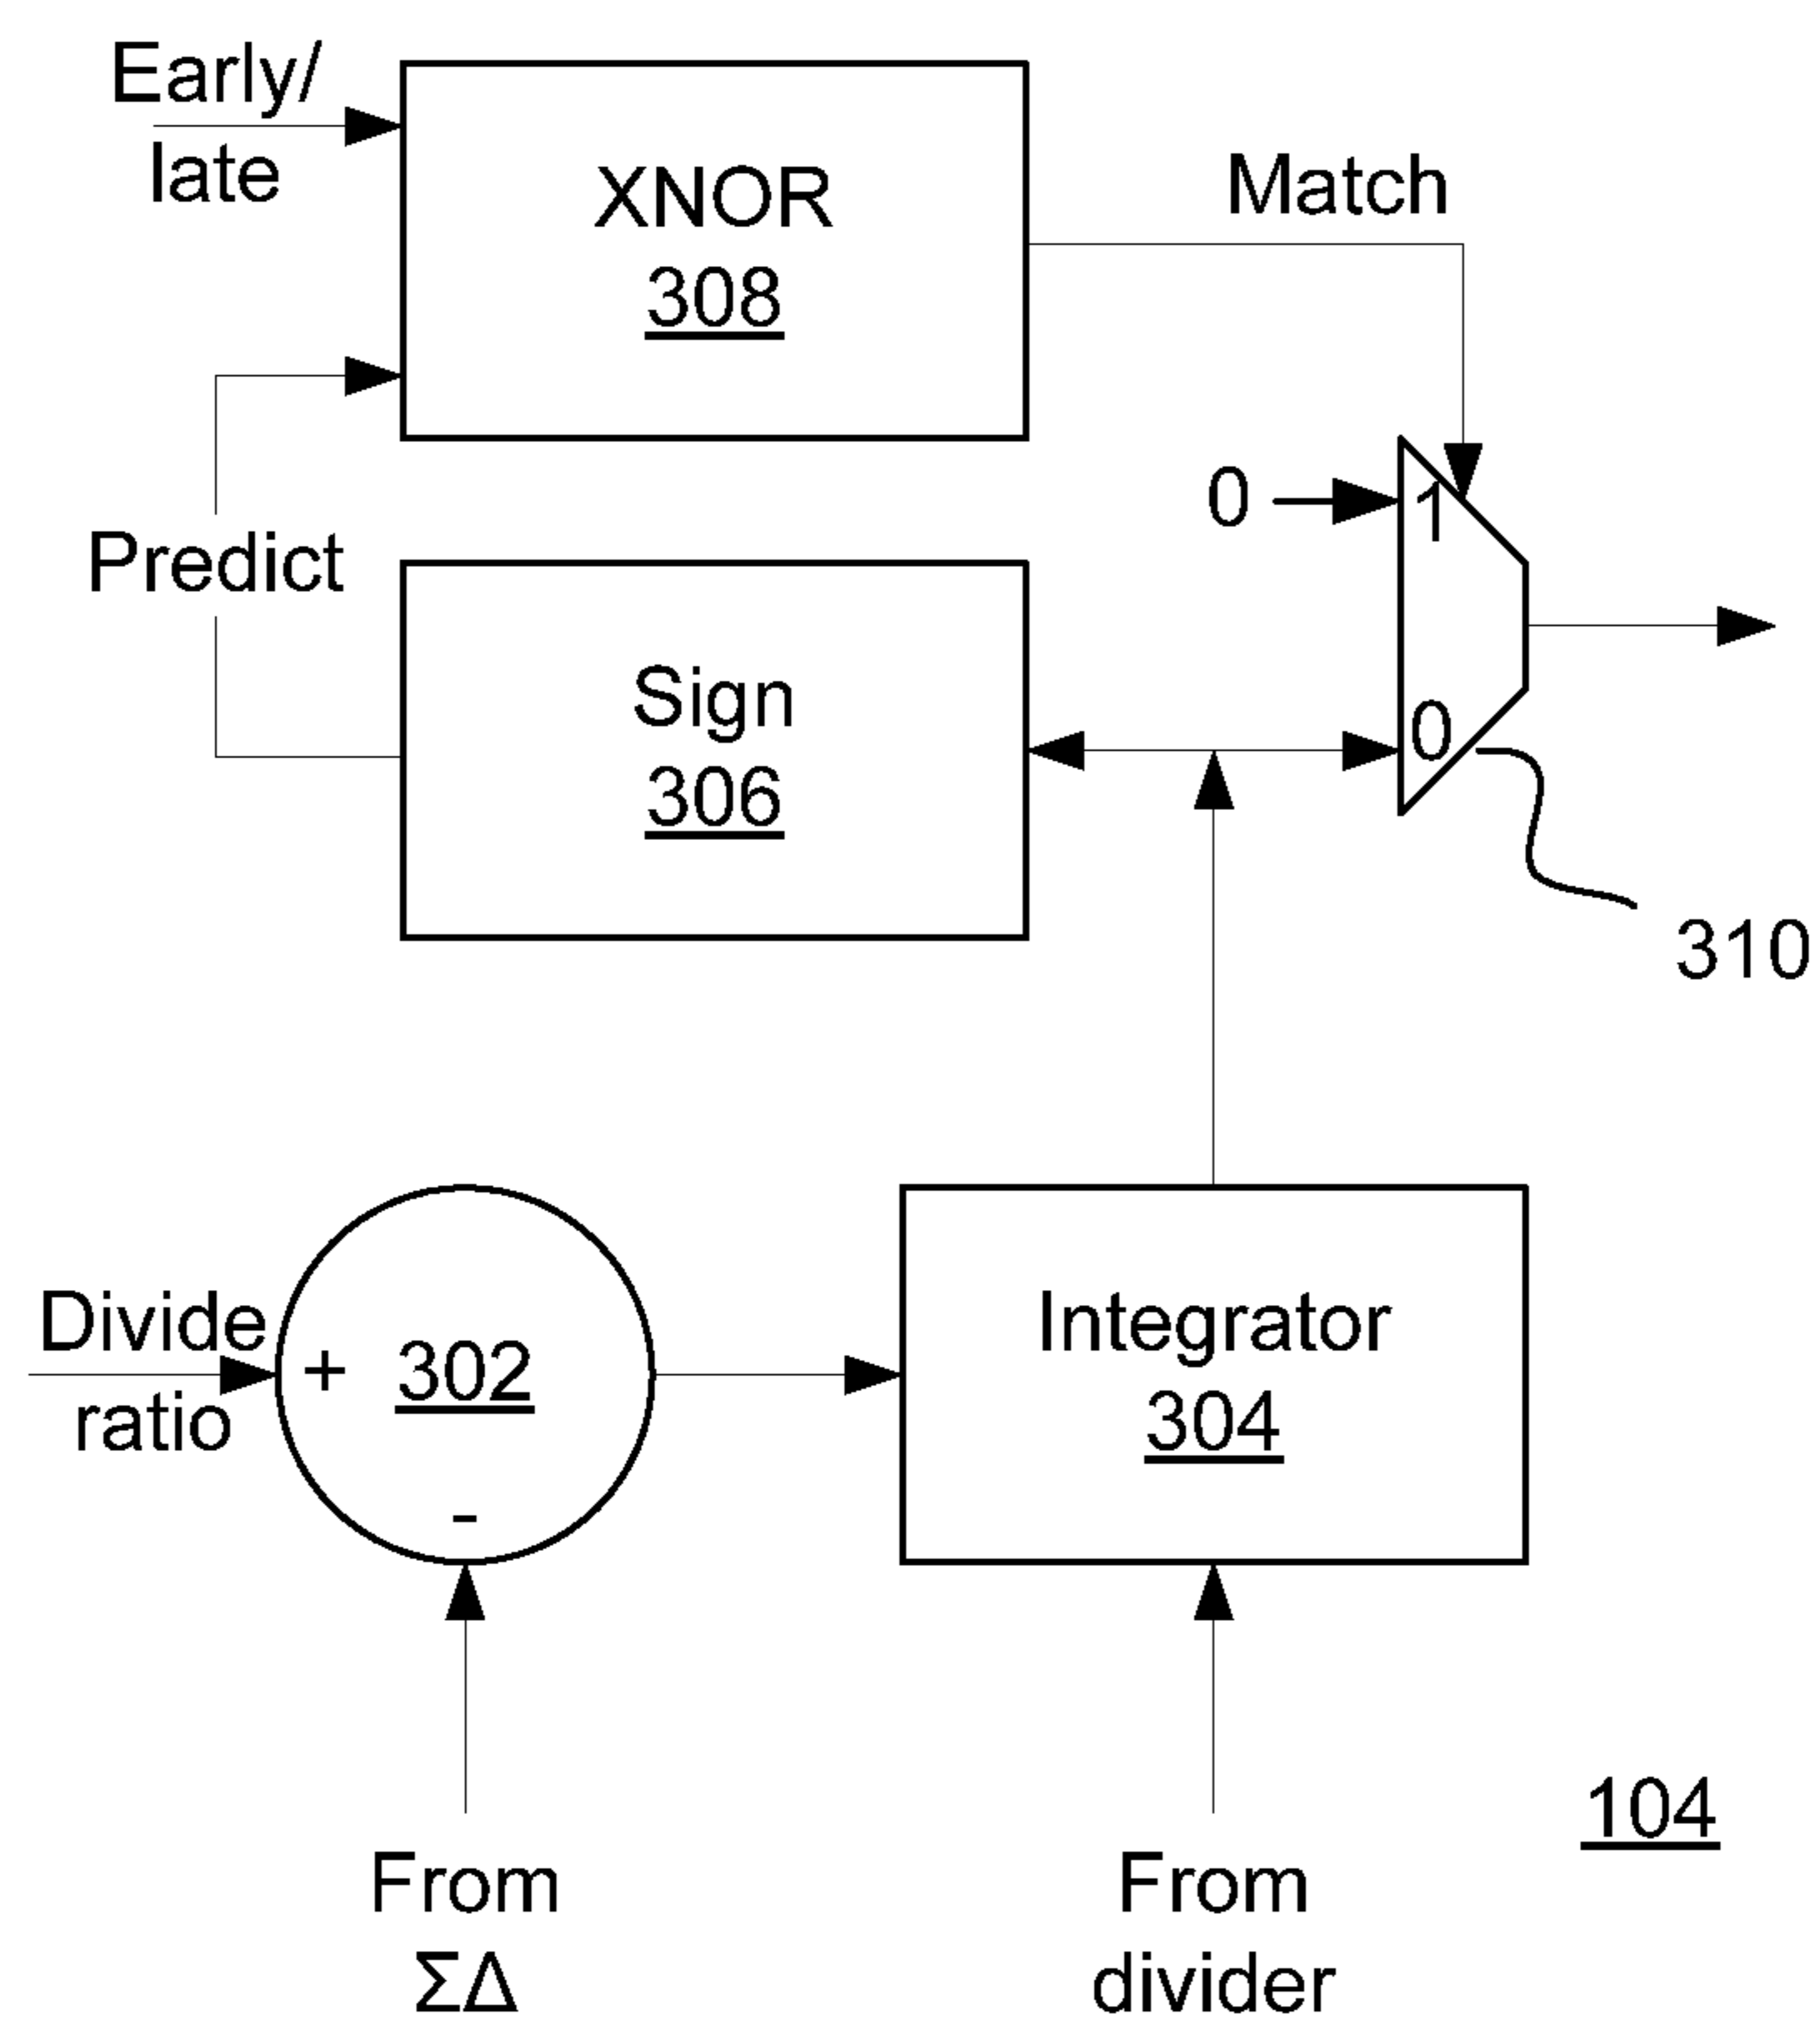 Early/
late
XNOR
308
Match
Predict
0
1
Sign
306
0
310
Divide
ratio
+
302
-
Integrator
304
From
ΣΔ
From
divider
104